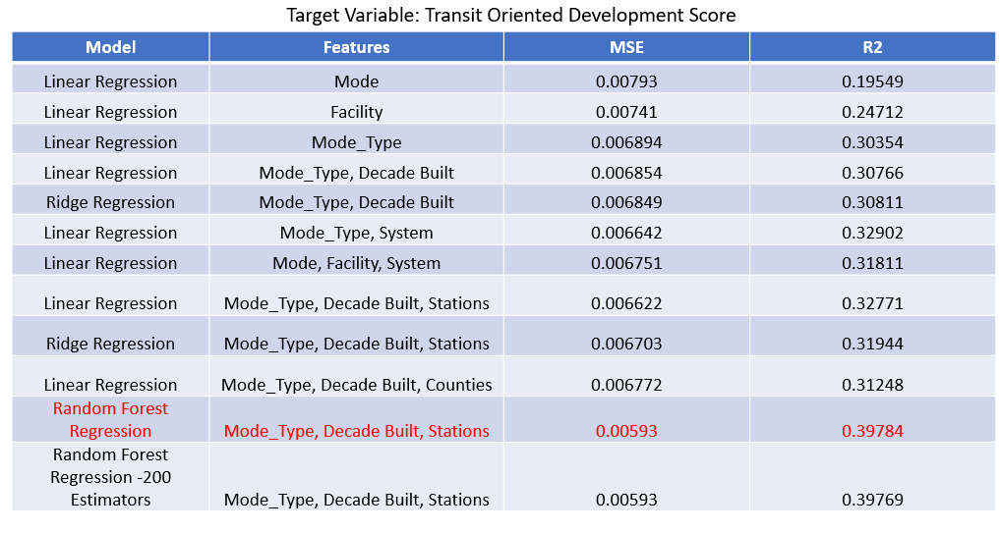 Target Variable: Transit Oriented Development Score
Model Features MSE R2
Linear Regression Mode 0.00793 0.19549
Linear Regression Facility 0.00741 0.24712
Linear Regression Mode_Type 0.006894 0.30354
Linear Regression Mode_Type, Decade Built 0.006854 0.30766
Ridge Regression Mode_Type, Decade Built 0.006849 0.30811
Linear Regression Mode_Type, System 0.006642 0.32902
Linear Regression Mode, Facility, System 0.006751 0.31811
Linear Regression Mode_Type, Decade Built, Stations 0.006622 0.32771
Ridge Regression Mode_Type, Decade Built, Stations 0.006703 0.31944
Linear Regression Mode_Type, Decade Built, Counties 0.006772 0.31248
Random Forest
Regression Mode_Type, Decade Built, Stations 0.00593 0.39784
Random Forest
Regression -200
Estimators Mode_Type, Decade Built, Stations 0.00593 0.39769